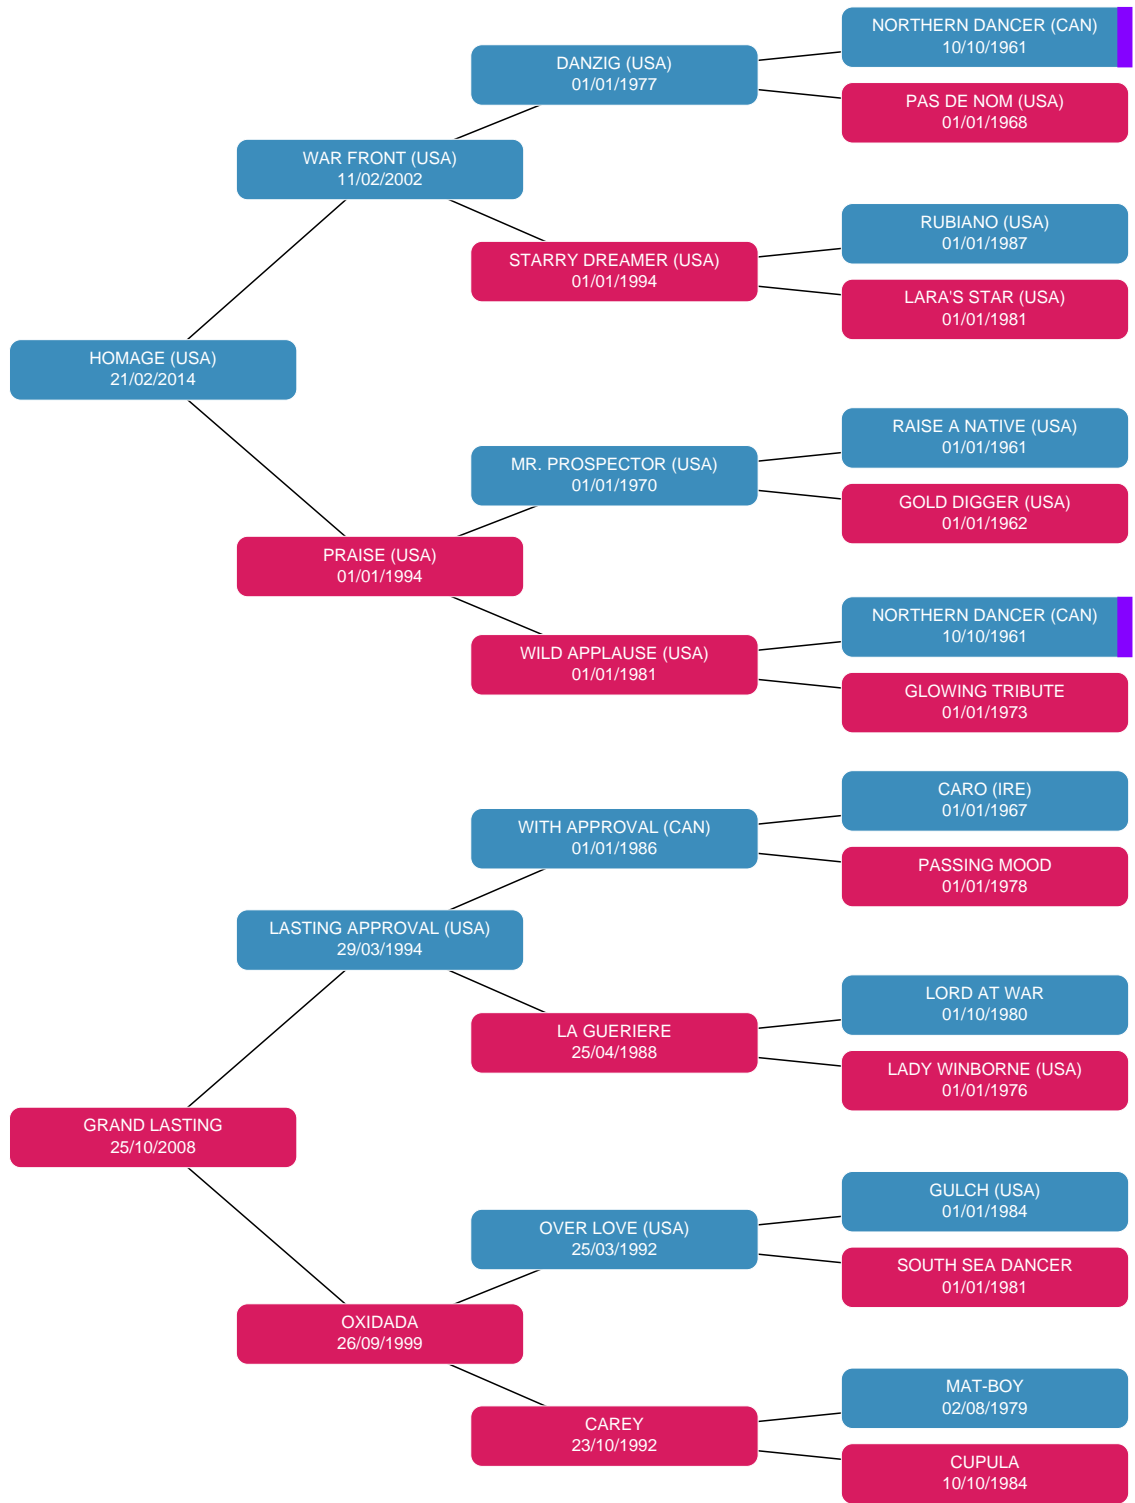 NORTHERN DANCER (CAN)
10/10/1961
DANZIG (USA)
01/01/1977
PAS DE NOM (USA)
01/01/1968
WAR FRONT (USA)
11/02/2002
RUBIANO (USA)
01/01/1987
STARRY DREAMER (USA)
01/01/1994
LARA'S STAR (USA)
01/01/1981
HOMAGE (USA)
21/02/2014
RAISE A NATIVE (USA)
01/01/1961
MR. PROSPECTOR (USA)
01/01/1970
GOLD DIGGER (USA)
01/01/1962
PRAISE (USA)
01/01/1994
NORTHERN DANCER (CAN)
10/10/1961
WILD APPLAUSE (USA)
01/01/1981
GLOWING TRIBUTE
01/01/1973
CARO (IRE)
01/01/1967
WITH APPROVAL (CAN)
01/01/1986
PASSING MOOD
01/01/1978
LASTING APPROVAL (USA)
29/03/1994
LORD AT WAR
01/10/1980
LA GUERIERE
25/04/1988
LADY WINBORNE (USA)
01/01/1976
GRAND LASTING
25/10/2008
GULCH (USA)
01/01/1984
OVER LOVE (USA)
25/03/1992
SOUTH SEA DANCER
01/01/1981
OXIDADA
26/09/1999
MAT-BOY
02/08/1979
CAREY
23/10/1992
CUPULA
10/10/1984